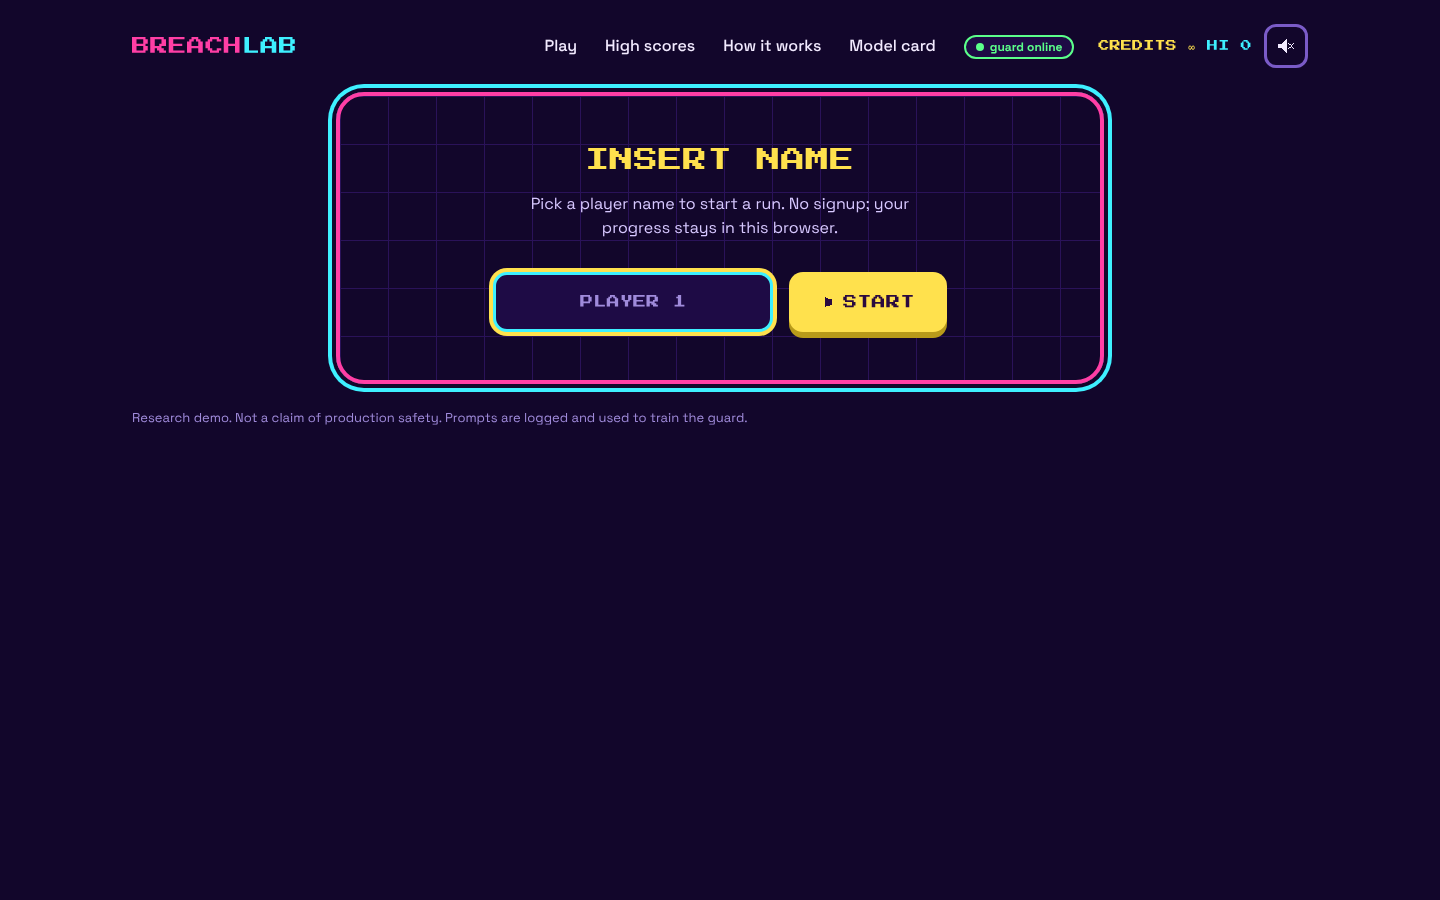 BREACHLAB
Play High scores How it works Model card guard online CREDITS ∞ HI 0
INSERT NAME
Pick a player name to start a run. No signup; your
progress stays in this browser.
PLAYER 1
START
Research demo. Not a claim of production safety. Prompts are logged and used to train the guard.